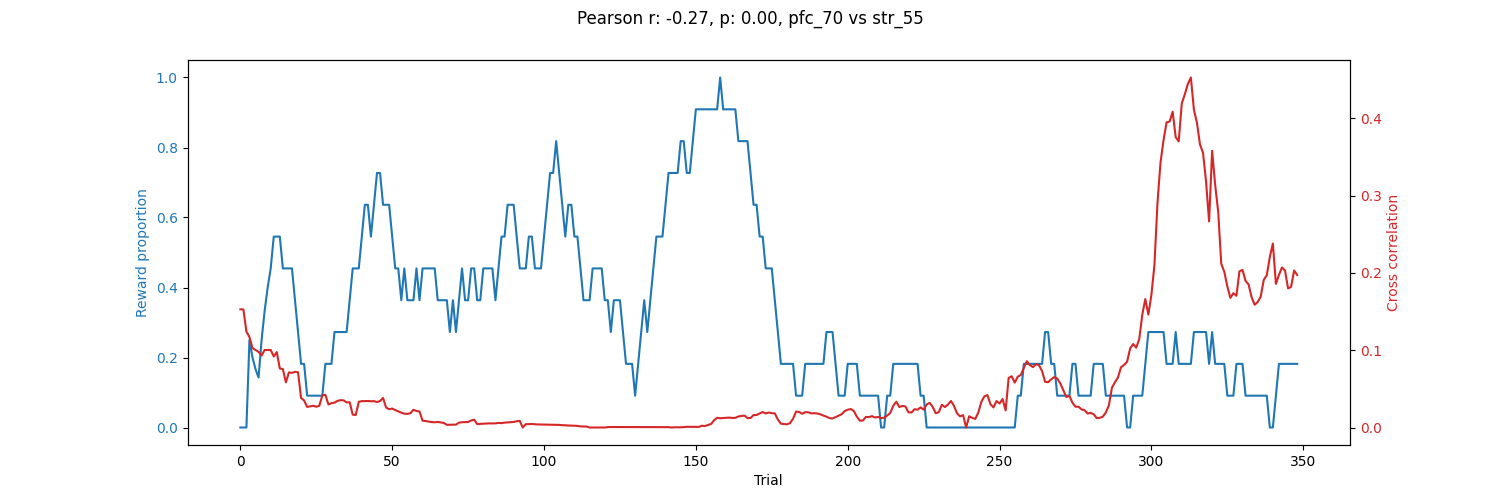 Pearson r: -0.27, p: 0.00, pfc_70 vs str_55
1.0
0.8
0.6
0.4
0.2
0.0
Reward proportion
0.4
0.3
0.2
0.1
0.0
Cross correlation
0 50 100 150 200 250 300 350
Trial